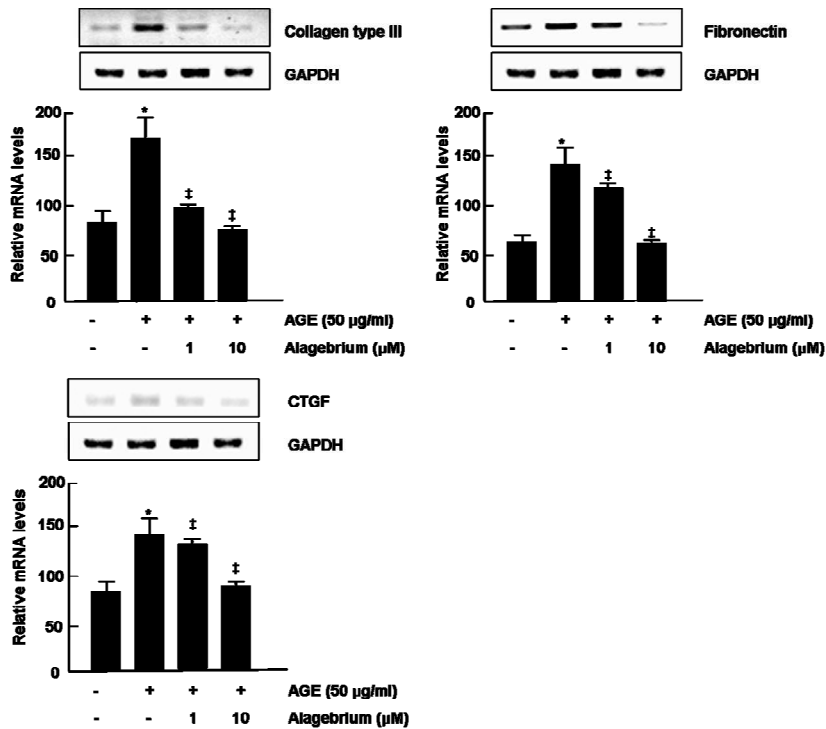 Collagen type III
GAPDH
*
‡
‡
200
150
100
50
0
Relative mRNA levels
- + + + AGE (50 µg/ml)
- - 1 10 Alagebrium (µM)
Fibronectin
GAPDH
*
‡
‡
200
150
100
50
0
Relative mRNA levels
- + + + AGE (50 µg/ml)
- - 1 10 Alagebrium (µM)
CTGF
GAPDH
*
‡
‡
200
150
100
50
0
Relative mRNA levels
- + + + AGE (50 µg/ml)
- - 1 10 Alagebrium (µM)